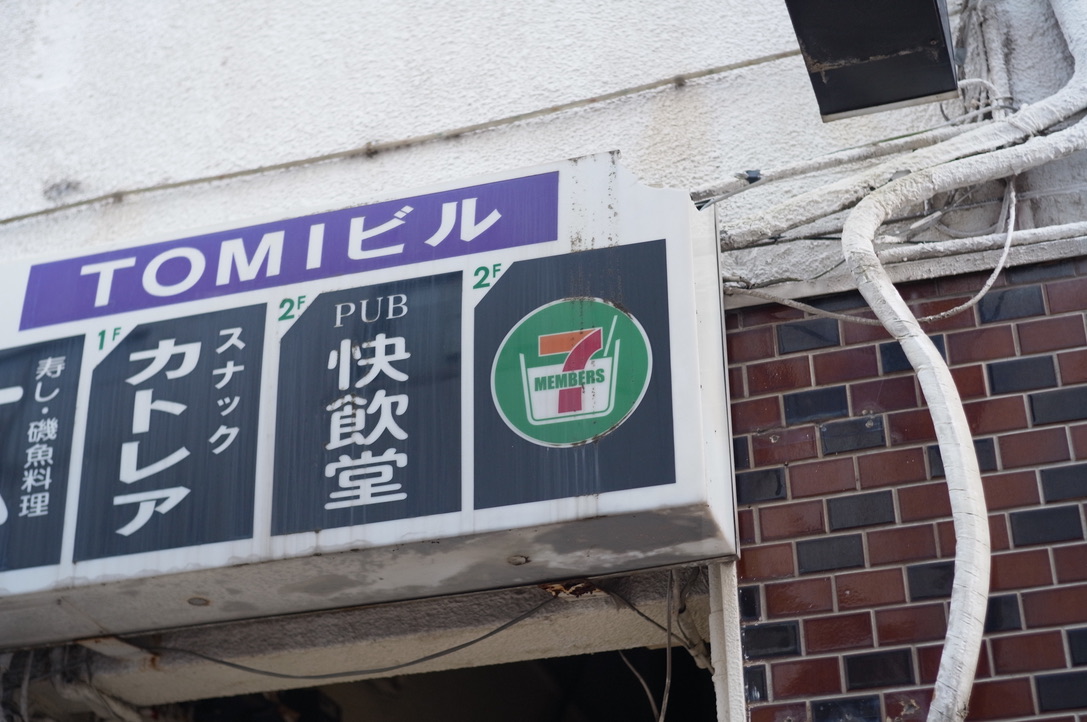 TOMIビル
寿し・磯魚料理
1F
スナック
カトレア
2F
PUB
快飲堂
2F
7
MEMBERS